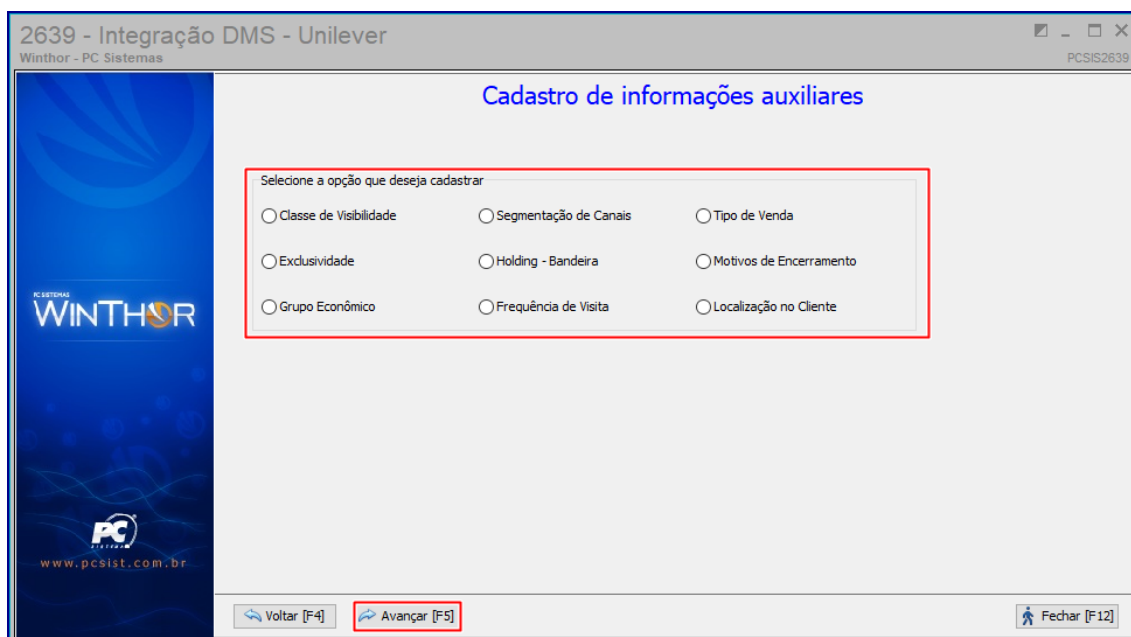 2639 - Integração DMS - Unilever
Winthor - PC Sistemas
PCSIS2639
Cadastro de informações auxiliares
Selecione a opção que deseja cadastrar
Classe de Visibilidade
Segmentação de Canais
Tipo de Venda
Exclusividade
Holding - Bandeira
Motivos de Encerramento
Grupo Econômico
Frequência de Visita
Localização no Cliente
PC SISTEMAS
WINTHOR
PC
SISTEMAS
www.pcsist.com.br
Voltar [F4]
Avançar [F5]
Fechar [F12]